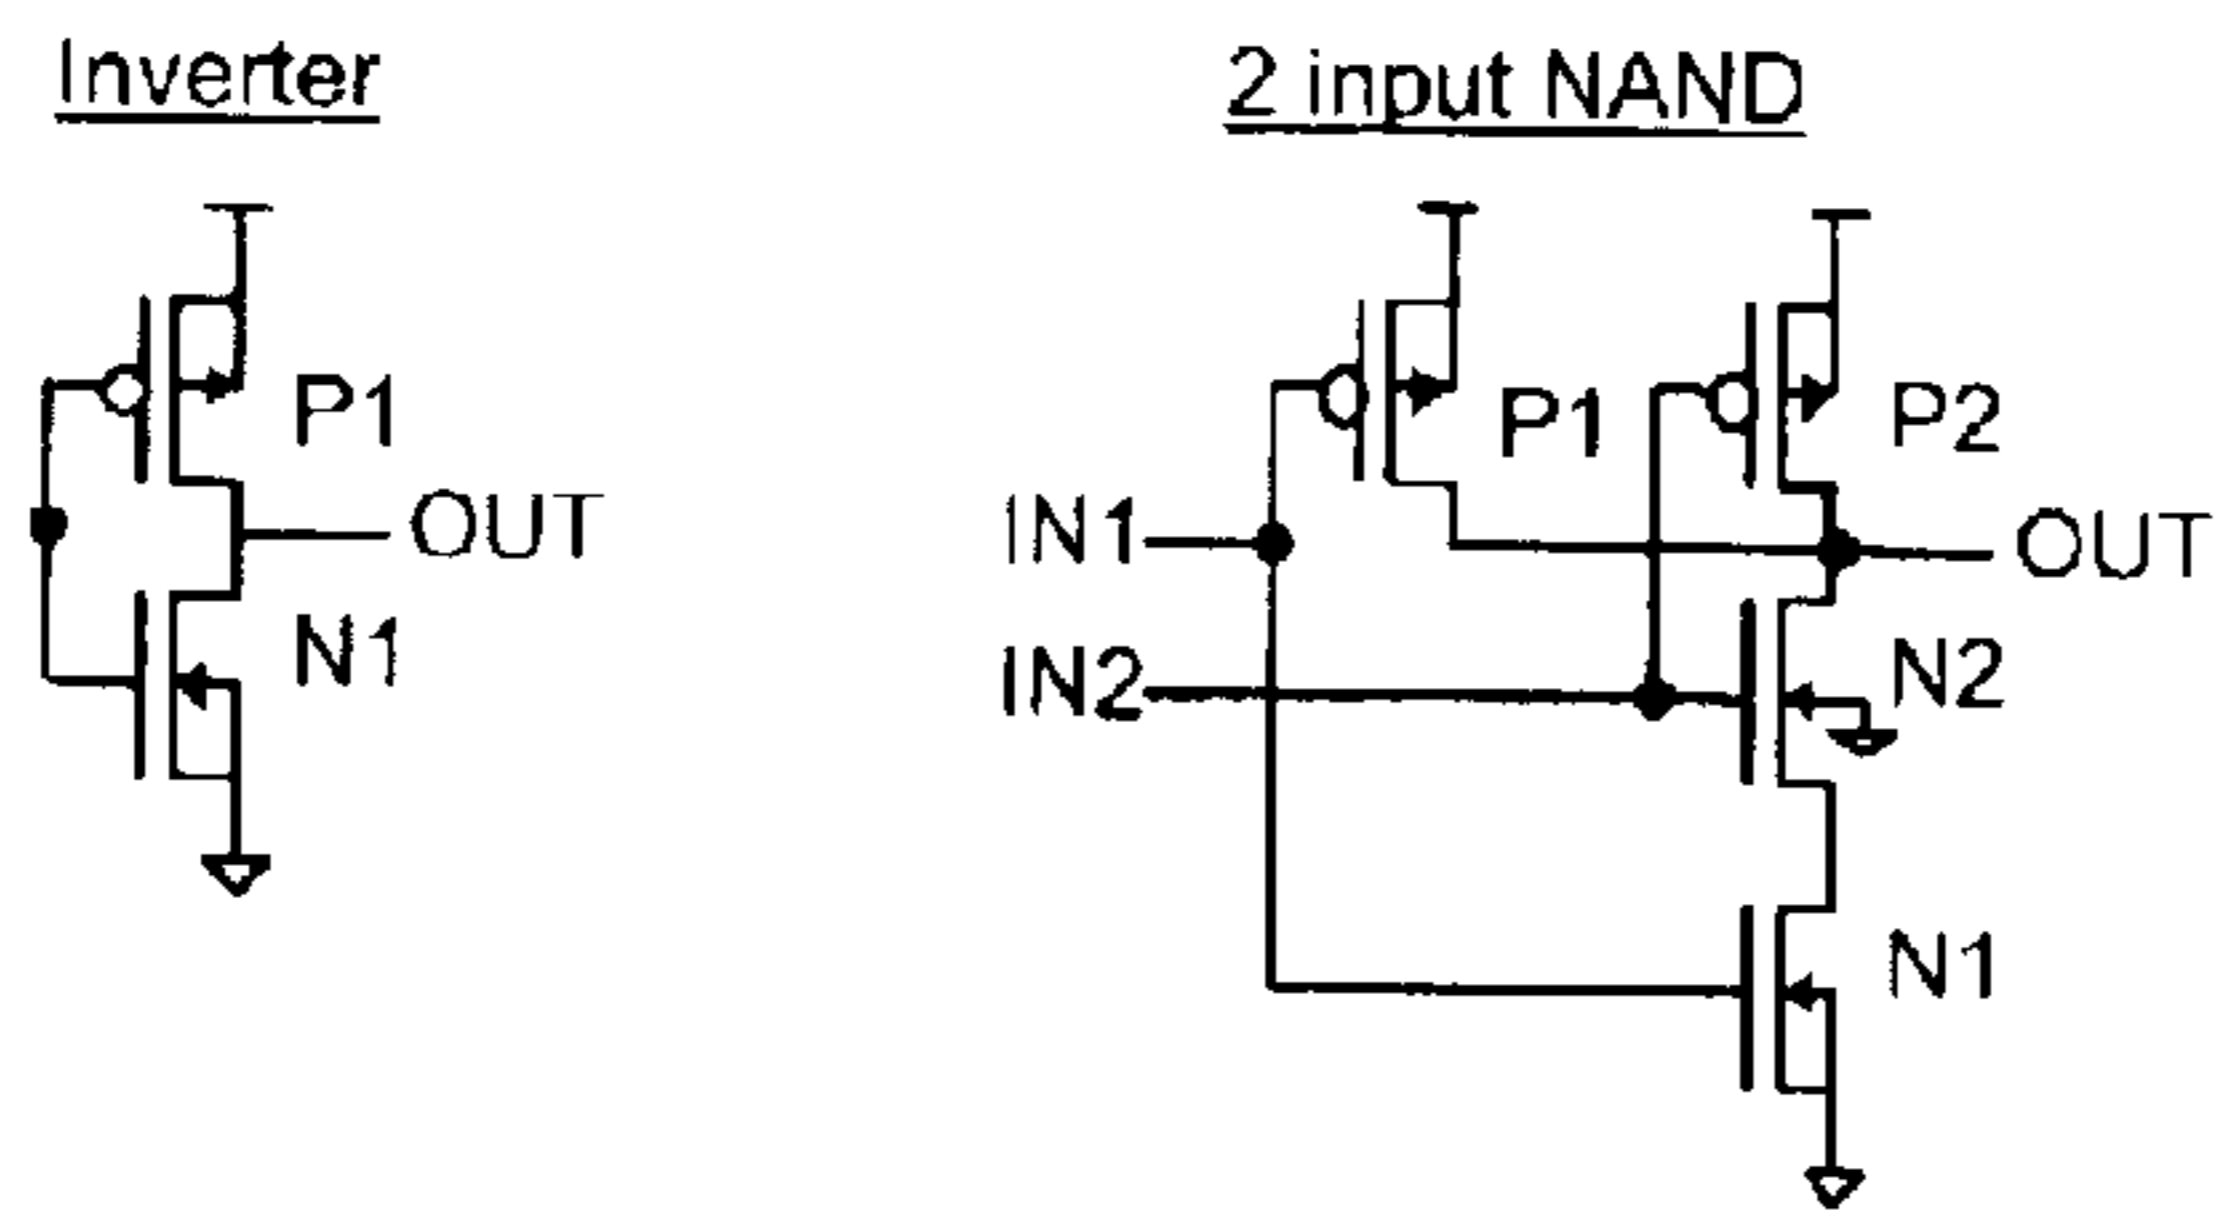 Inverter
2 input NAND
P1
OUT
N1
P1
P2
IN1
OUT
IN2
N2
N1